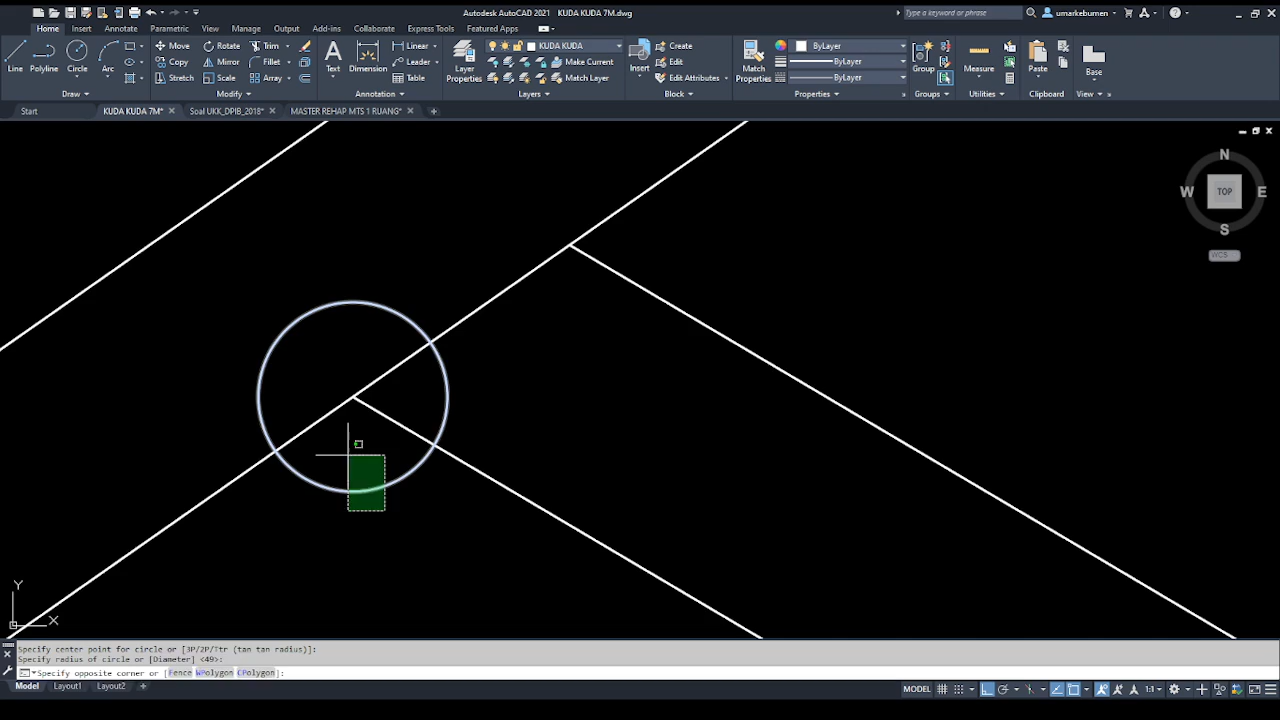 Autodesk AutoCAD 2021 KUDA KUDA 7M.dwg
Type a keyword or phrase
umarkebumen
Home Insert Annotate Parametric View Manage Output Add-ins Collaborate Express Tools Featured Apps
Line Polyline Circle Arc
Move Rotate Trim
Copy Mirror Fillet
Stretch Scale Array
Text Dimension
Linear
Leader
Table
Layer Properties
KUDA KUDA
Make Current
Match Layer
Insert
Create
Edit
Edit Attributes
Match Properties
ByLayer
ByLayer
ByLayer
Group
Measure
Paste
Base
Draw Modify Annotation Layers Block Properties Groups Utilities Clipboard View
Start KUDA KUDA 7M* Soal UKK_DPIB_2018* MASTER REHAP MTS 1 RUANG*
N
W TOP E
S
WCS
Y
X
Specify center point for circle or [3P/2P/Ttr (tan tan radius)]:
Specify radius of circle or [Diameter] <49>:
Specify opposite corner or [Fence WPolygon CPolygon]:
Model Layout1 Layout2
MODEL 1:1